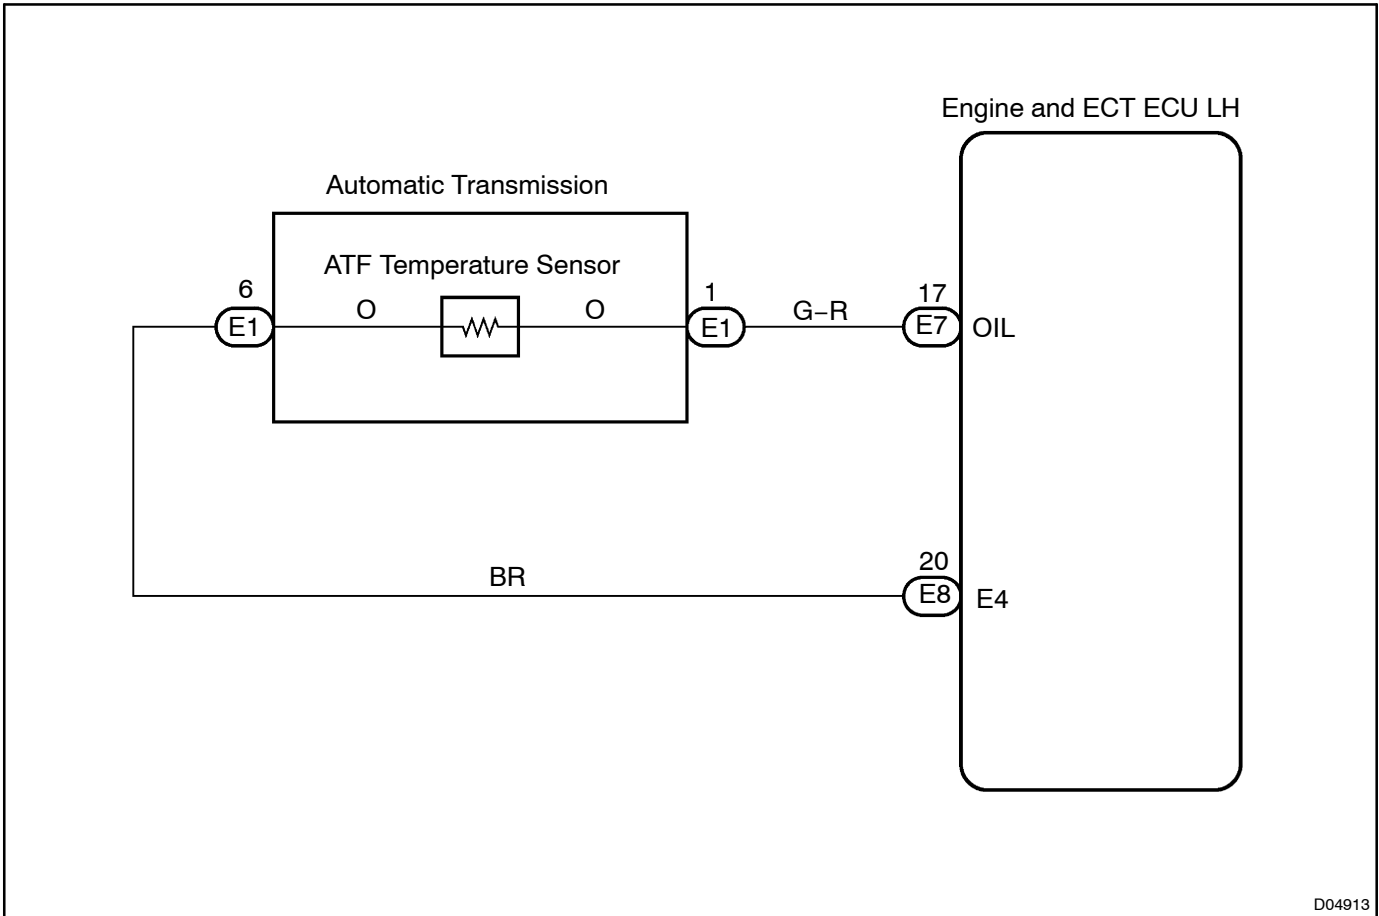 Engine and ECT ECU LH
Automatic Transmission
ATF Temperature Sensor
6
O
O
1
G–R
17
E1
E1
E7
OIL
20
BR
E8
E4
D04913